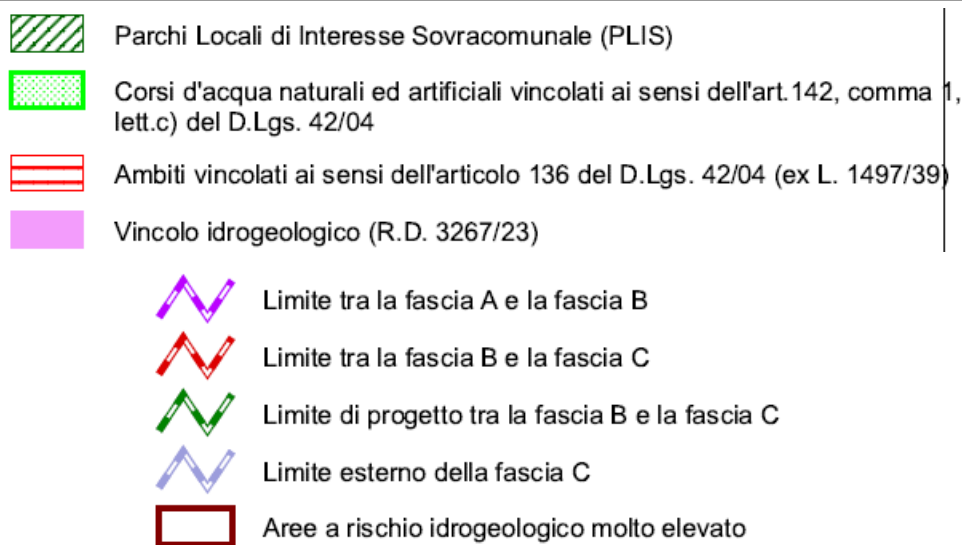 Parchi Locali di Interesse Sovracomunale (PLIS)
Corsi d'acqua naturali ed artificiali vincolati ai sensi dell'art.142, comma 1,
lett.c) del D.Lgs. 42/04
Ambiti vincolati ai sensi dell'articolo 136 del D.Lgs. 42/04 (ex L. 1497/39)
Vincolo idrogeologico (R.D. 3267/23)
Limite tra la fascia A e la fascia B
Limite tra la fascia B e la fascia C
Limite di progetto tra la fascia B e la fascia C
Limite esterno della fascia C
Aree a rischio idrogeologico molto elevato